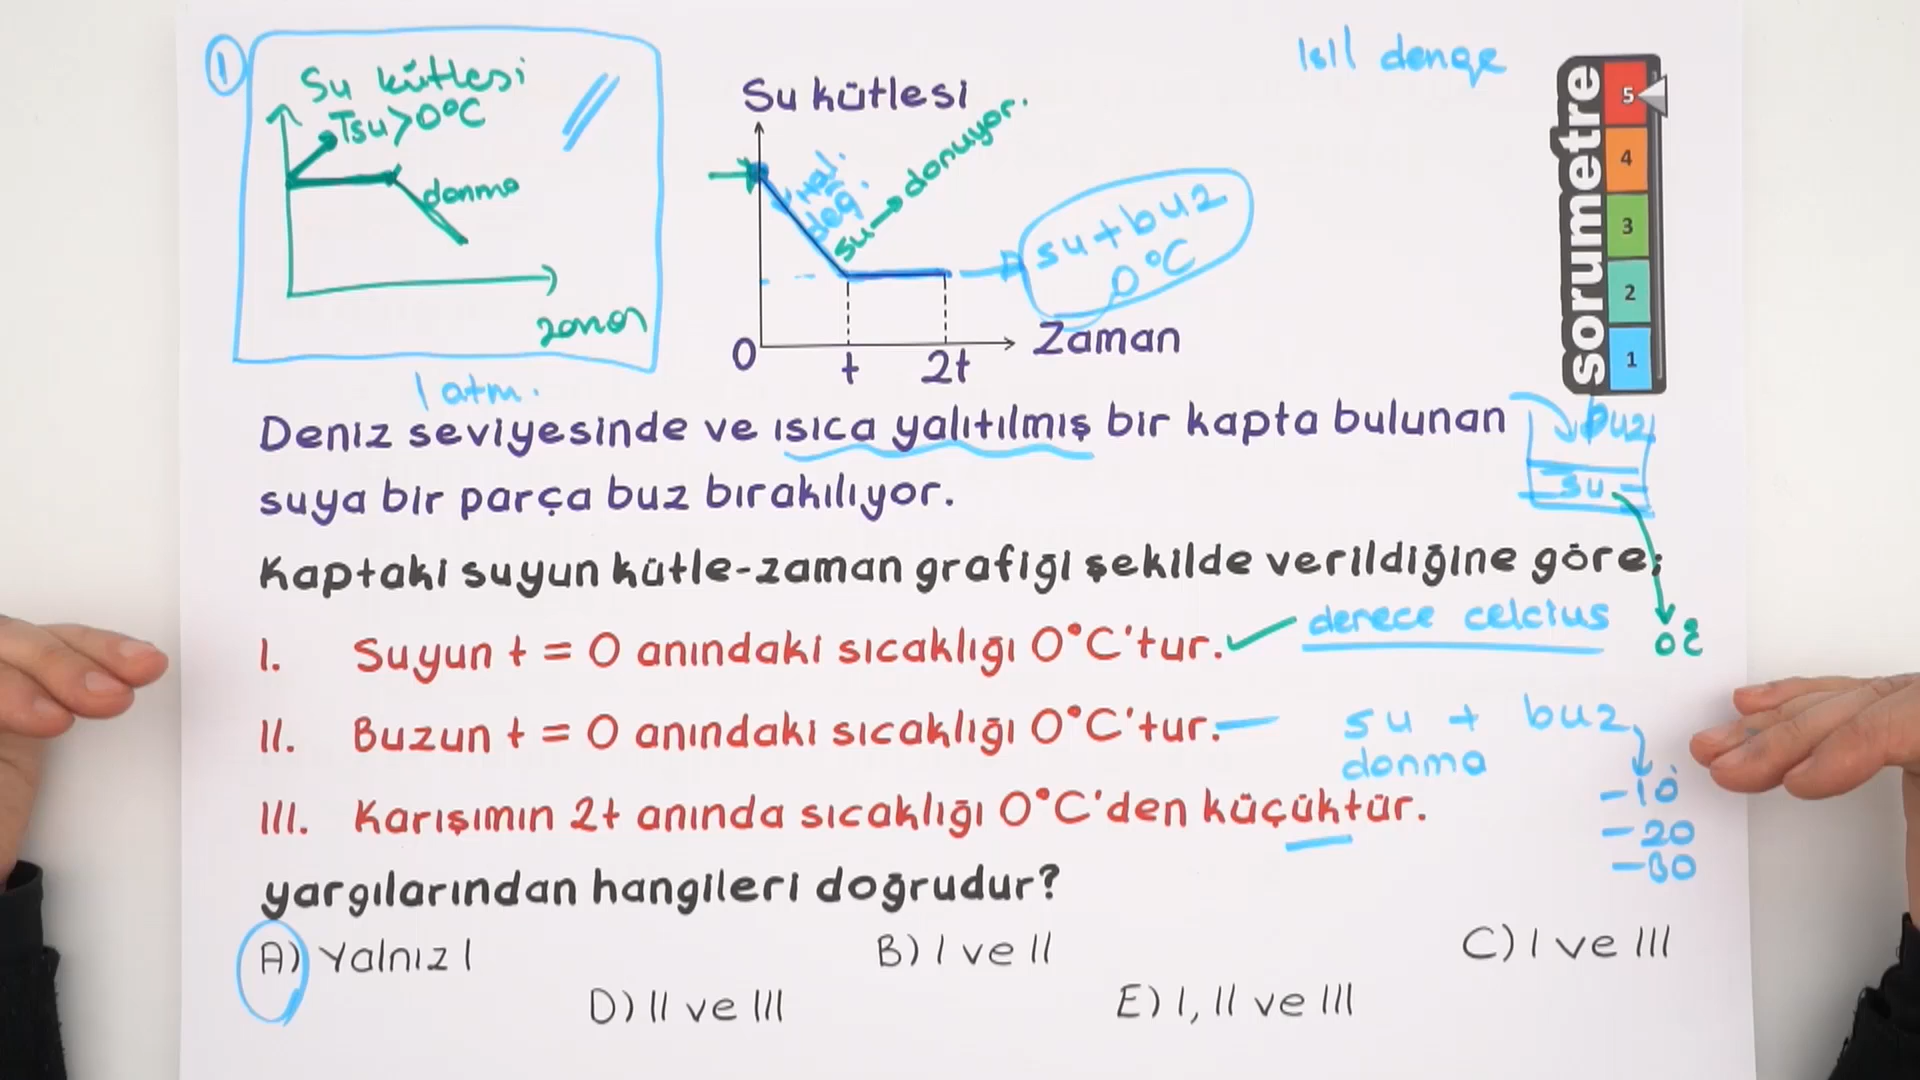 1
Su kütlesi
Tsu>0°C
donma
zaman
Su kütlesi
Hal.
değ.
su → donuyor.
su+buz
0°C
0
t
2t
Zaman
Isıl denge
sorumetre
5
4
3
2
1
1 atm.
Deniz seviyesinde ve ısıca yalıtılmış bir kapta bulunan
suya bir parça buz bırakılıyor.
buz
su
0°C
Kaptaki suyun kütle-zaman grafiği şekilde verildiğine göre;
I. Suyun t = 0 anındaki sıcaklığı 0°C'tur. ✓
derece celcius
II. Buzun t = 0 anındaki sıcaklığı 0°C'tur.
su + buz
donma
-10
-20
-30
III. Karışımın 2t anında sıcaklığı 0°C'den küçüktür.
yargılarından hangileri doğrudur?
A) Yalnız I
B) I ve II
C) I ve III
D) II ve III
E) I, II ve III